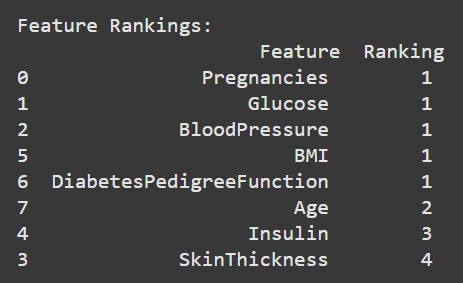 Feature Rankings:
Feature Ranking
0 Pregnancies 1
1 Glucose 1
2 BloodPressure 1
5 BMI 1
6 DiabetesPedigreeFunction 1
7 Age 2
4 Insulin 3
3 SkinThickness 4